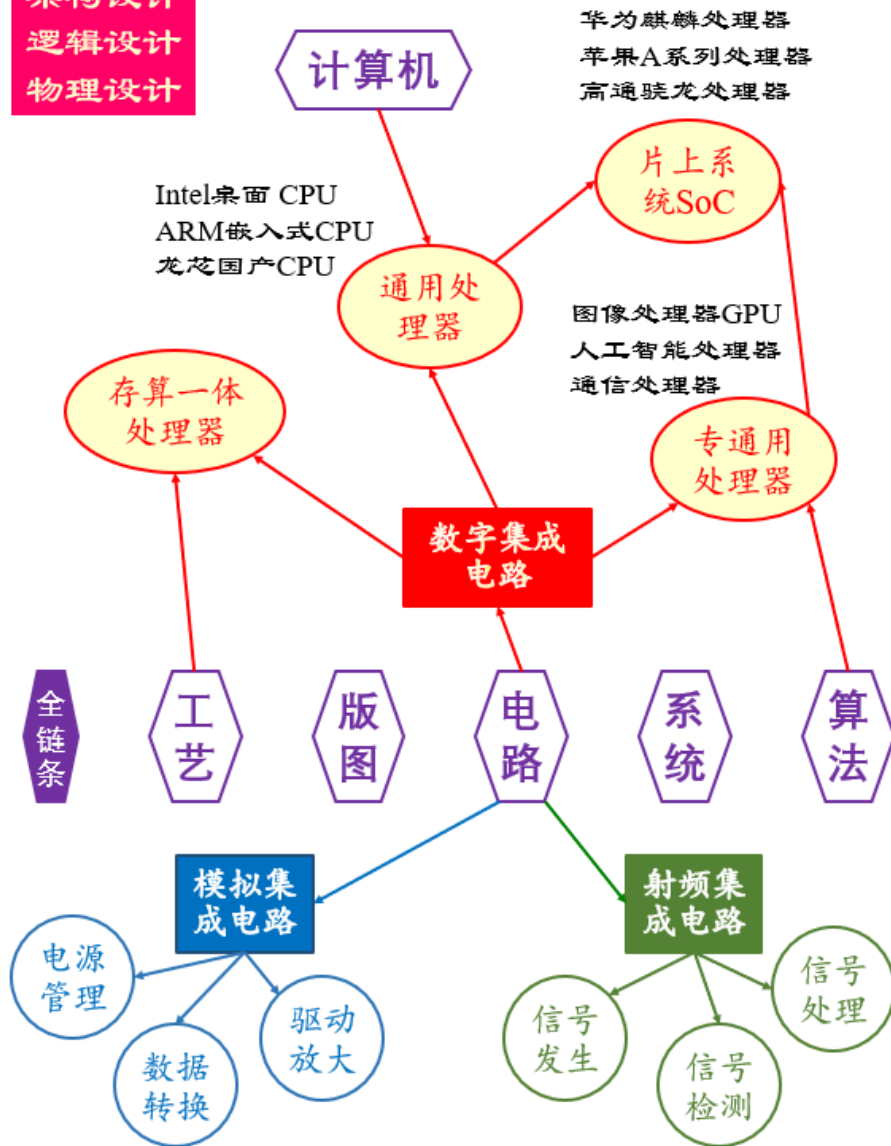 架构设计
逻辑设计
物理设计
计算机
华为麒麟处理器
苹果A系列处理器
高通骁龙处理器
片上系
统SoC
Intel桌面 CPU
ARM嵌入式CPU
龙芯国产CPU
通用处
理器
图像处理器GPU
人工智能处理器
通信处理器
存算一体
处理器
专通用
处理器
数字集成
电路
全
链
条
工
艺
版
图
电
路
系
统
算
法
模拟集
成电路
射频集
成电路
电源
管理
数据
转换
驱动
放大
信号
发生
信号
检测
信号
处理